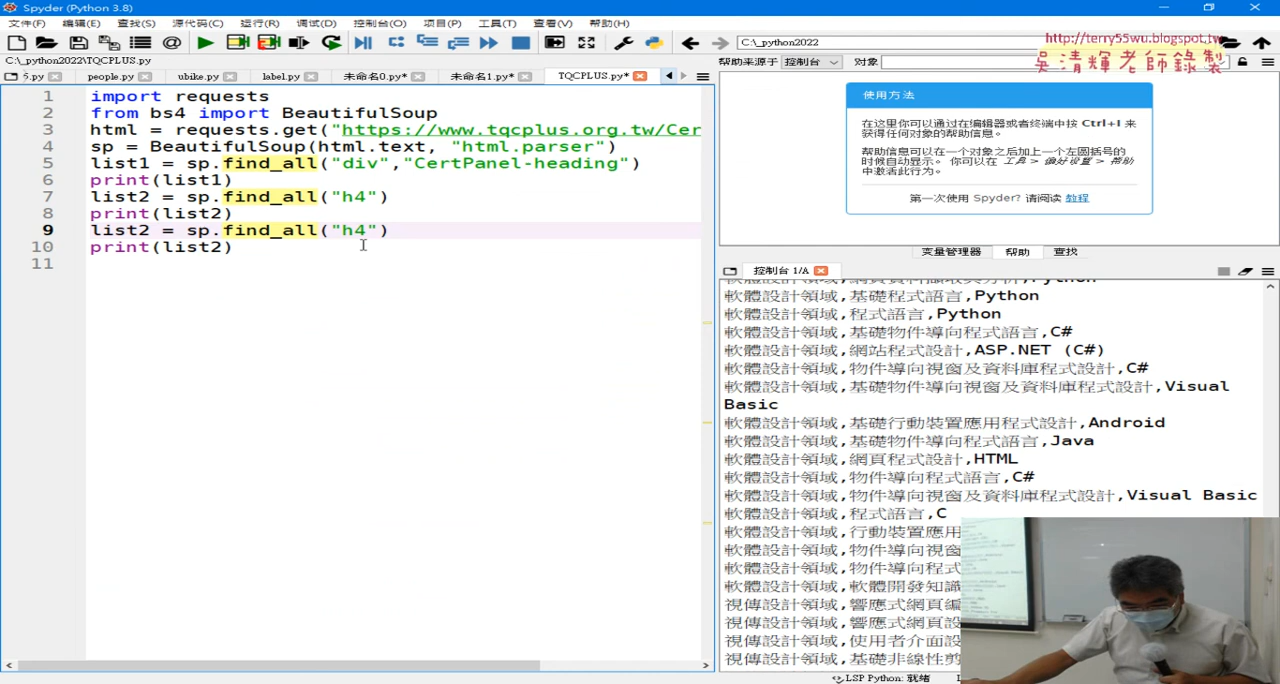 Spyder (Python 3.8)
文件(F) 编辑(E) 查找(S) 源代码(C) 运行(R) 调试(D) 控制台(O) 项目(P) 工具(T) 查看(V) 帮助(H)
C:\_python2022
http://terry55wu.blogspot.tw
吳清輝老師錄製
C:\_python2022\TQCPLUS.py
5.py people.py ubike.py label.py 未命名0.py* 未命名1.py* TQCPLUS.py*
帮助来源于 控制台 对象
1 import requests
2 from bs4 import BeautifulSoup
3 html = requests.get("https://www.tqcplus.org.tw/Cer
4 sp = BeautifulSoup(html.text, "html.parser")
5 list1 = sp.find_all("div","CertPanel-heading")
6 print(list1)
7 list2 = sp.find_all("h4")
8 print(list2)
9 list2 = sp.find_all("h4")
10 print(list2)
11
使用方法
在这里你可以通过在编辑器或者终端中按 Ctrl+I 来
获得任何对象的帮助信息。
帮助信息可以在一个对象之后加上一个左圆括号的
时候自动显示。 你可以在 工具 > 偏好设置 > 帮助
中激活此行为。
第一次使用 Spyder? 请阅读 教程
变量管理器 帮助 查找
控制台 1/A
軟體設計領域,基礎程式語言,Python
軟體設計領域,程式語言,Python
軟體設計領域,基礎物件導向程式語言,C#
軟體設計領域,網站程式設計,ASP.NET (C#)
軟體設計領域,物件導向視窗及資料庫程式設計,C#
軟體設計領域,基礎物件導向視窗及資料庫程式設計,Visual
Basic
軟體設計領域,基礎行動裝置應用程式設計,Android
軟體設計領域,基礎物件導向程式語言,Java
軟體設計領域,網頁程式設計,HTML
軟體設計領域,物件導向程式語言,C#
軟體設計領域,物件導向視窗及資料庫程式設計,Visual Basic
軟體設計領域,程式語言,C
軟體設計領域,行動裝置應用
軟體設計領域,物件導向視窗
軟體設計領域,物件導向程式
軟體設計領域,軟體開發知識
視傳設計領域,響應式網頁編
視傳設計領域,響應式網頁設
視傳設計領域,使用者介面設
視傳設計領域,基礎非線性剪
LSP Python: 就绪